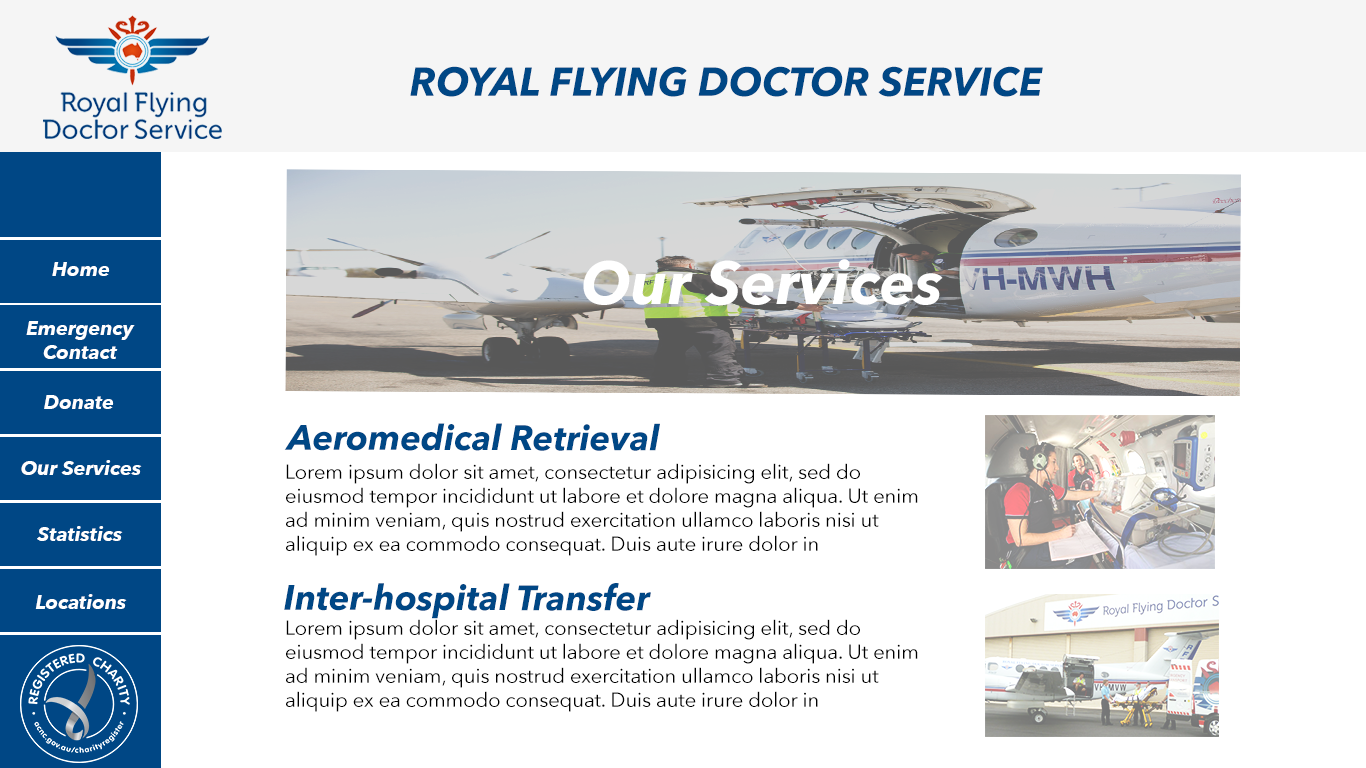 Royal Flying
Doctor Service
ROYAL FLYING DOCTOR SERVICE
Home
Emergency
Contact
Donate
Our Services
Statistics
Locations
REGISTERED CHARITY
acnc.gov.au/charityregister
Our Services
VH-MWH
Aeromedical Retrieval
Lorem ipsum dolor sit amet, consectetur adipisicing elit, sed do
eiusmod tempor incididunt ut labore et dolore magna aliqua. Ut enim
ad minim veniam, quis nostrud exercitation ullamco laboris nisi ut
aliquip ex ea commodo consequat. Duis aute irure dolor in
Inter-hospital Transfer
Lorem ipsum dolor sit amet, consectetur adipisicing elit, sed do
eiusmod tempor incididunt ut labore et dolore magna aliqua. Ut enim
ad minim veniam, quis nostrud exercitation ullamco laboris nisi ut
aliquip ex ea commodo consequat. Duis aute irure dolor in
Royal Flying Doctor S